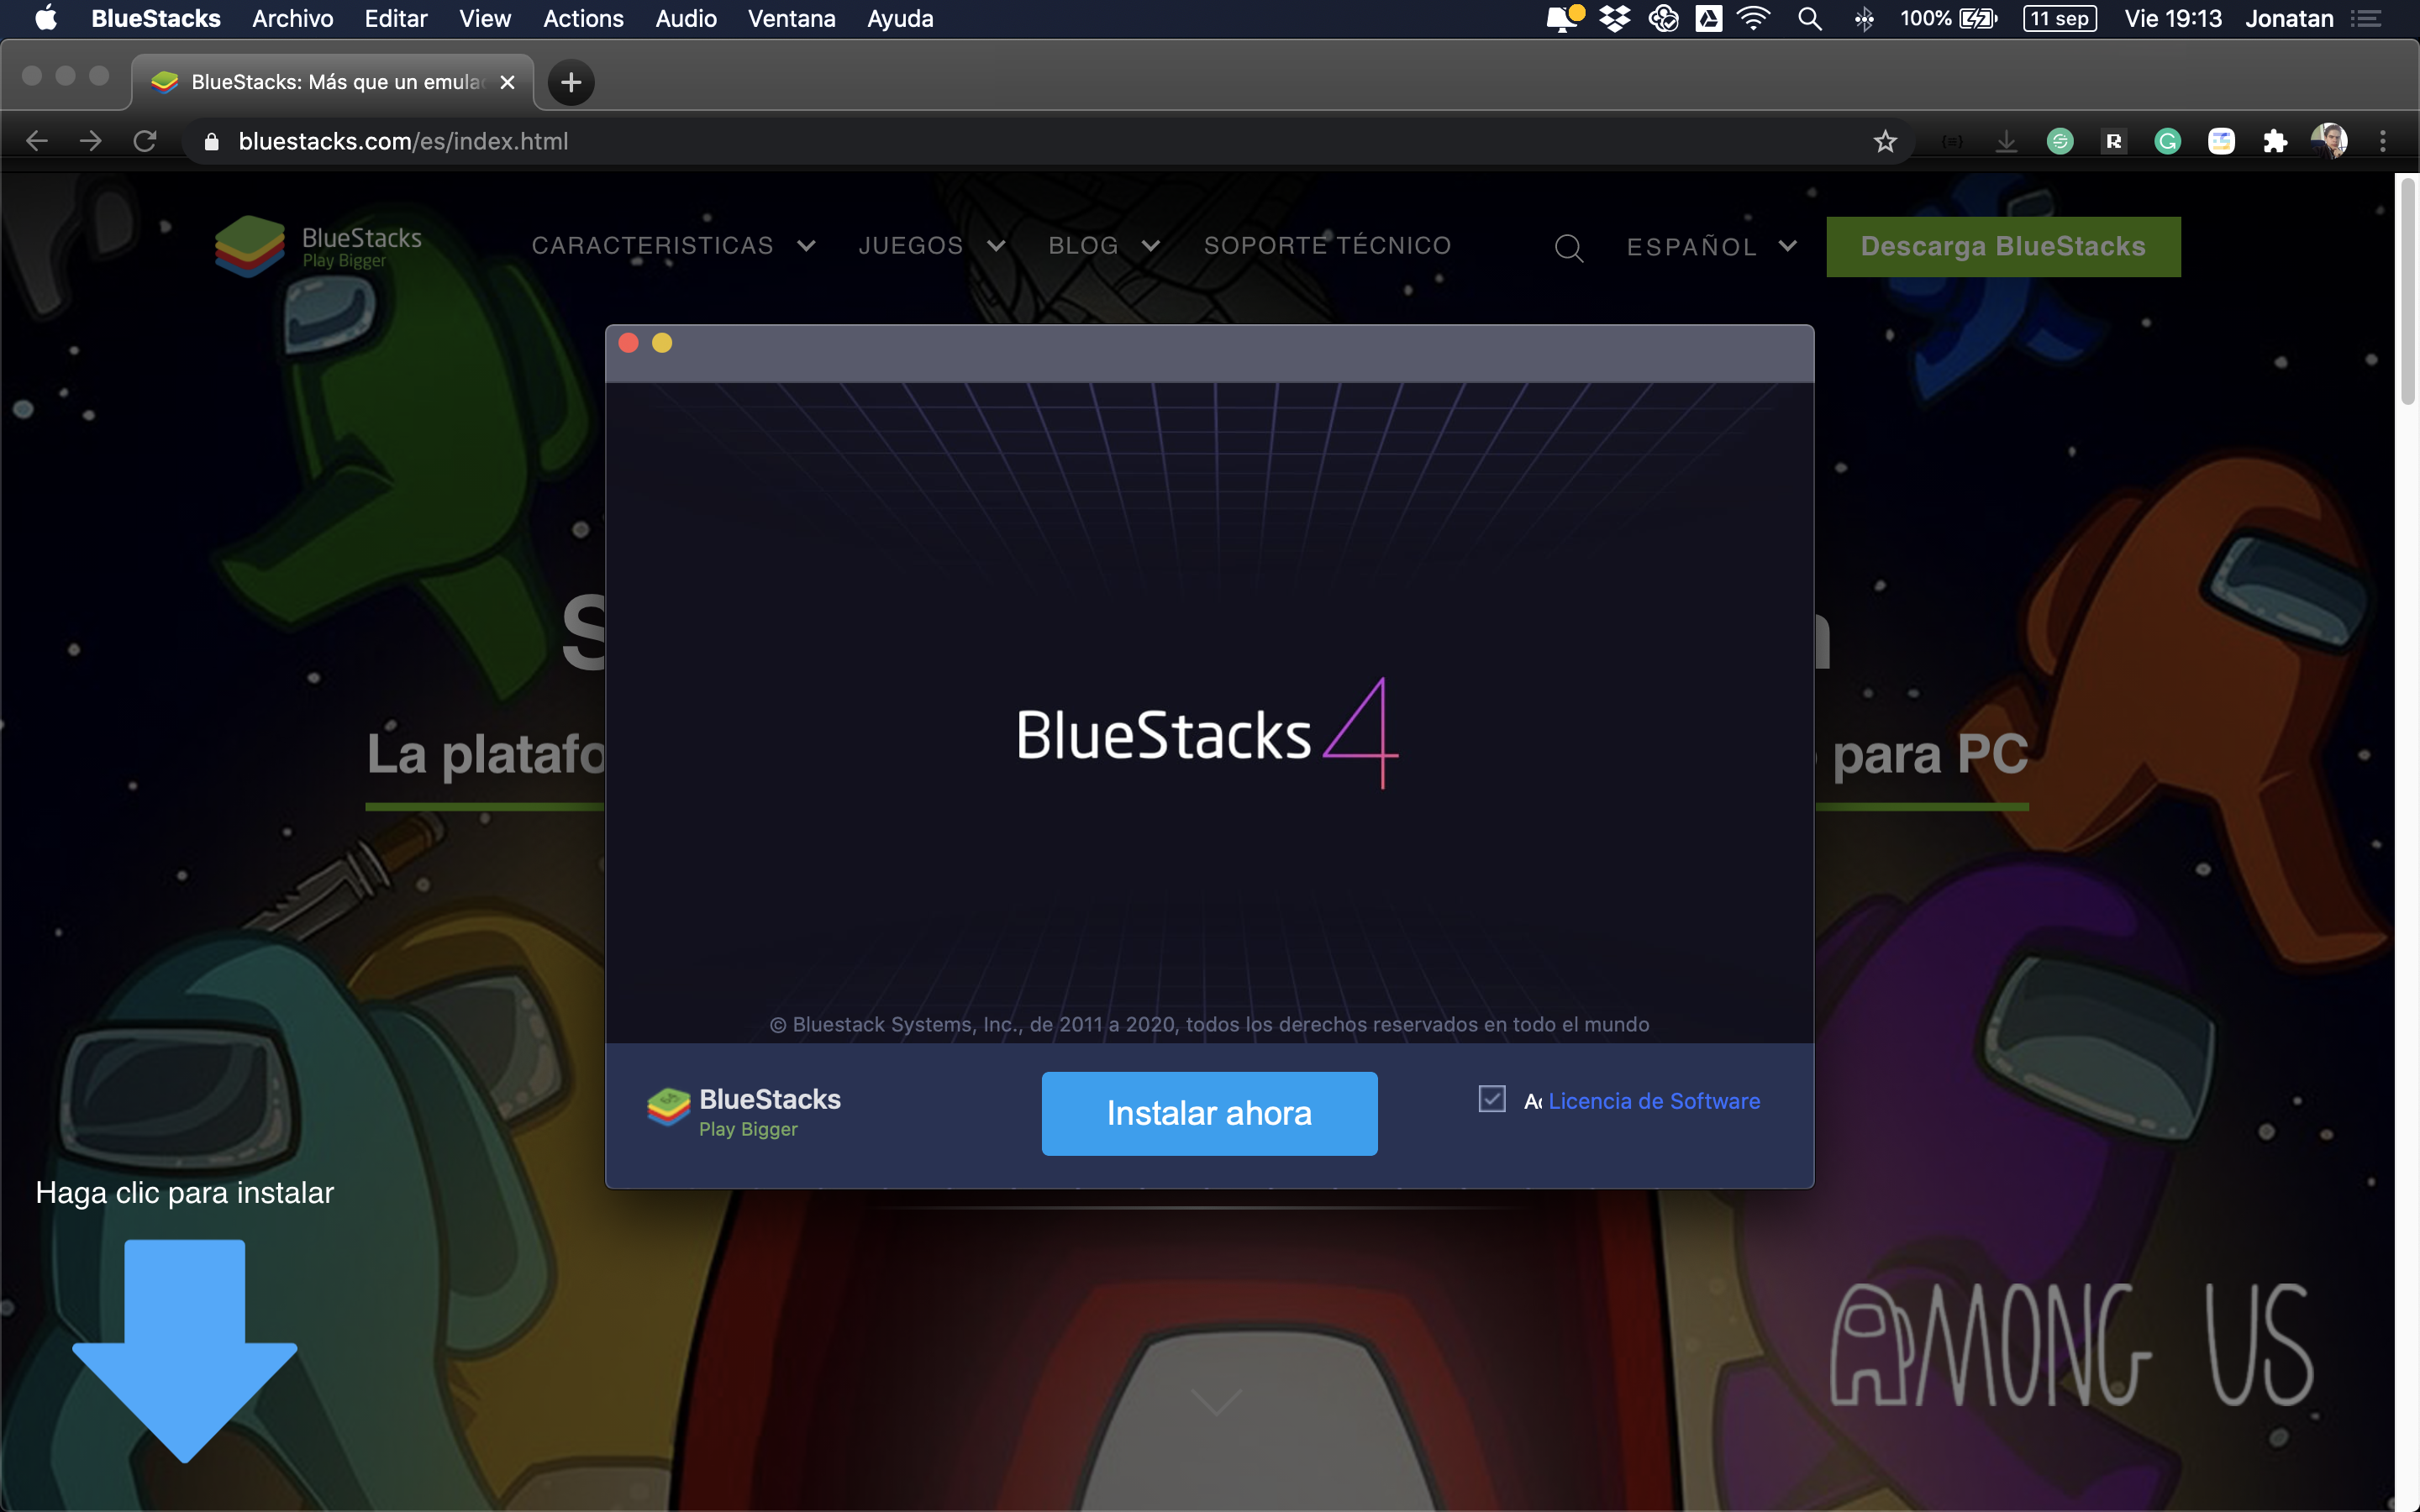 BlueStacks Archivo Editar View Actions Audio Ventana Ayuda 100% 11 sep Vie 19:13 Jonatan
BlueStacks: Más que un emula
bluestacks.com/es/index.html
BlueStacks
Play Bigger
CARACTERISTICAS JUEGOS BLOG SOPORTE TÉCNICO ESPAÑOL Descarga BlueStacks
S
La platafo para PC
BlueStacks 4
© Bluestack Systems, Inc., de 2011 a 2020, todos los derechos reservados en todo el mundo
BlueStacks
Play Bigger
Instalar ahora
Licencia de Software
Haga clic para instalar
AMONG US